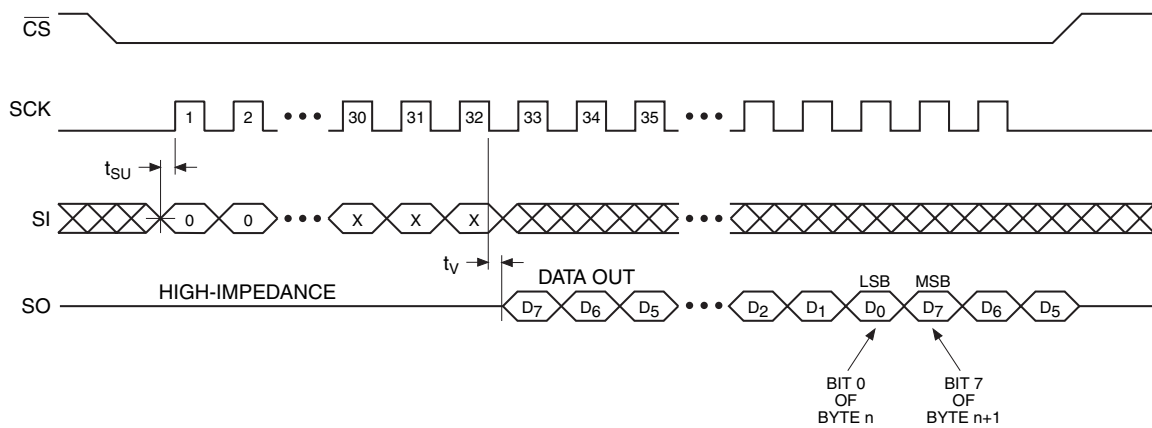 CS
SCK
1 2 ••• 30 31 32 33 34 35 •••
tSU
SI
0 0 ••• X X X •••
tV
DATA OUT
HIGH-IMPEDANCE
LSB MSB
SO
D7 D6 D5 ••• D2 D1 D0 D7 D6 D5
BIT 0
OF
BYTE n
BIT 7
OF
BYTE n+1